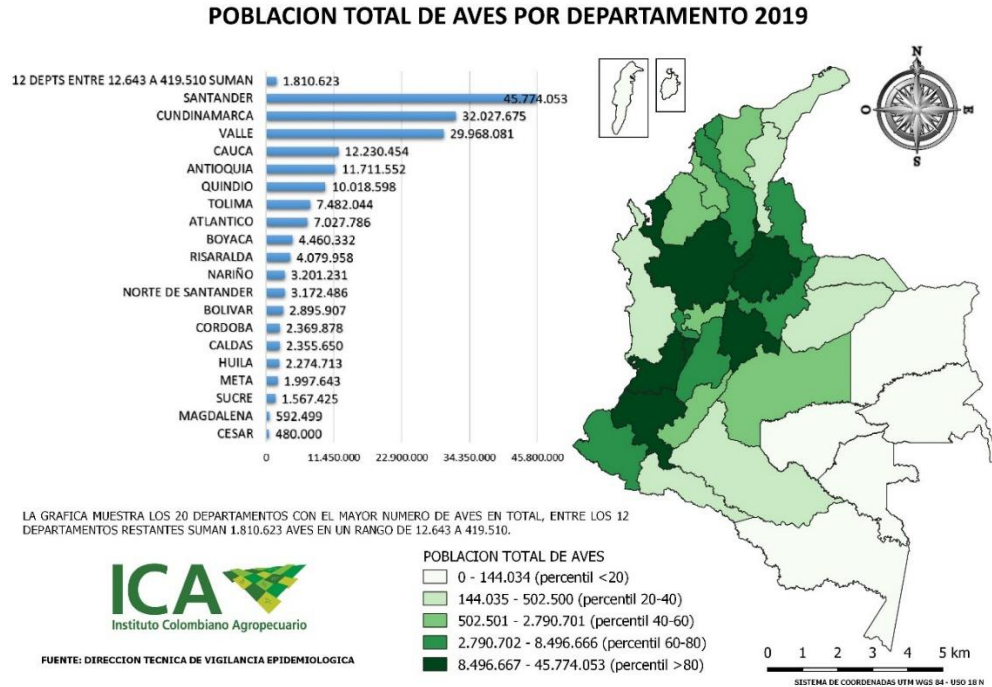 POBLACION TOTAL DE AVES POR DEPARTAMENTO 2019
12 DEPTS ENTRE 12.643 A 419.510 SUMAN 1.810.623
SANTANDER 45.774.053
CUNDINAMARCA 32.027.675
VALLE 29.968.081
CAUCA 12.230.454
ANTIOQUIA 11.711.552
QUINDIO 10.018.598
TOLIMA 7.482.044
ATLANTICO 7.027.786
BOYACA 4.460.332
RISARALDA 4.079.958
NARIÑO 3.201.231
NORTE DE SANTANDER 3.172.486
BOLIVAR 2.895.907
CORDOBA 2.369.878
CALDAS 2.355.650
HUILA 2.274.713
META 1.997.643
SUCRE 1.567.425
MAGDALENA 592.499
CESAR 480.000
0 11.450.000 22.900.000 34.350.000 45.800.000
N
O E
S
LA GRAFICA MUESTRA LOS 20 DEPARTAMENTOS CON EL MAYOR NUMERO DE AVES EN TOTAL, ENTRE LOS 12
DEPARTAMENTOS RESTANTES SUMAN 1.810.623 AVES EN UN RANGO DE 12.643 A 419.510.
ICA
Instituto Colombiano Agropecuario
FUENTE: DIRECCION TECNICA DE VIGILANCIA EPIDEMIOLOGICA
POBLACION TOTAL DE AVES
0 - 144.034 (percentil <20)
144.035 - 502.500 (percentil 20-40)
502.501 - 2.790.701 (percentil 40-60)
2.790.702 - 8.496.666 (percentil 60-80)
8.496.667 - 45.774.053 (percentil >80)
0 1 2 3 4 5 km
SISTEMA DE COORDENADAS UTM WGS 84 - USO 18 N